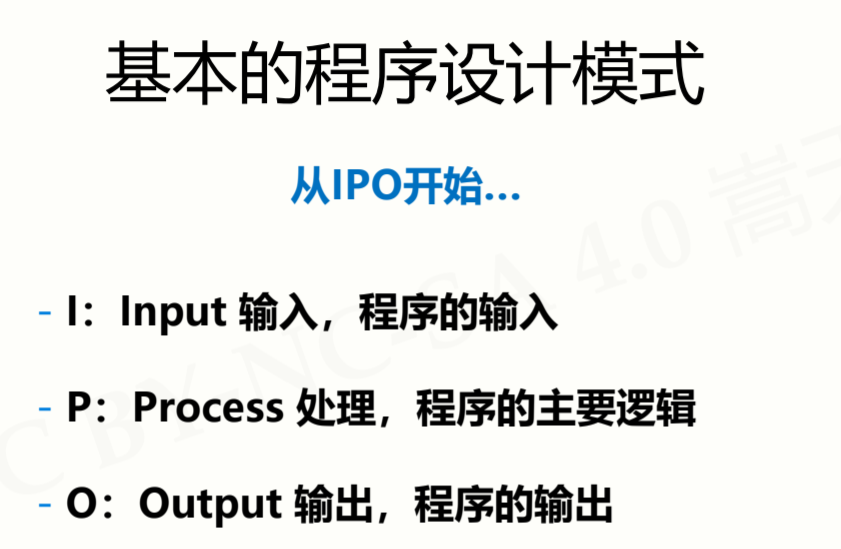 基本的程序设计模式
从IPO开始…
- I：Input 输入，程序的输入
- P：Process 处理，程序的主要逻辑
- O：Output 输出，程序的输出
CC BY-NC-SA 4.0 嵩天